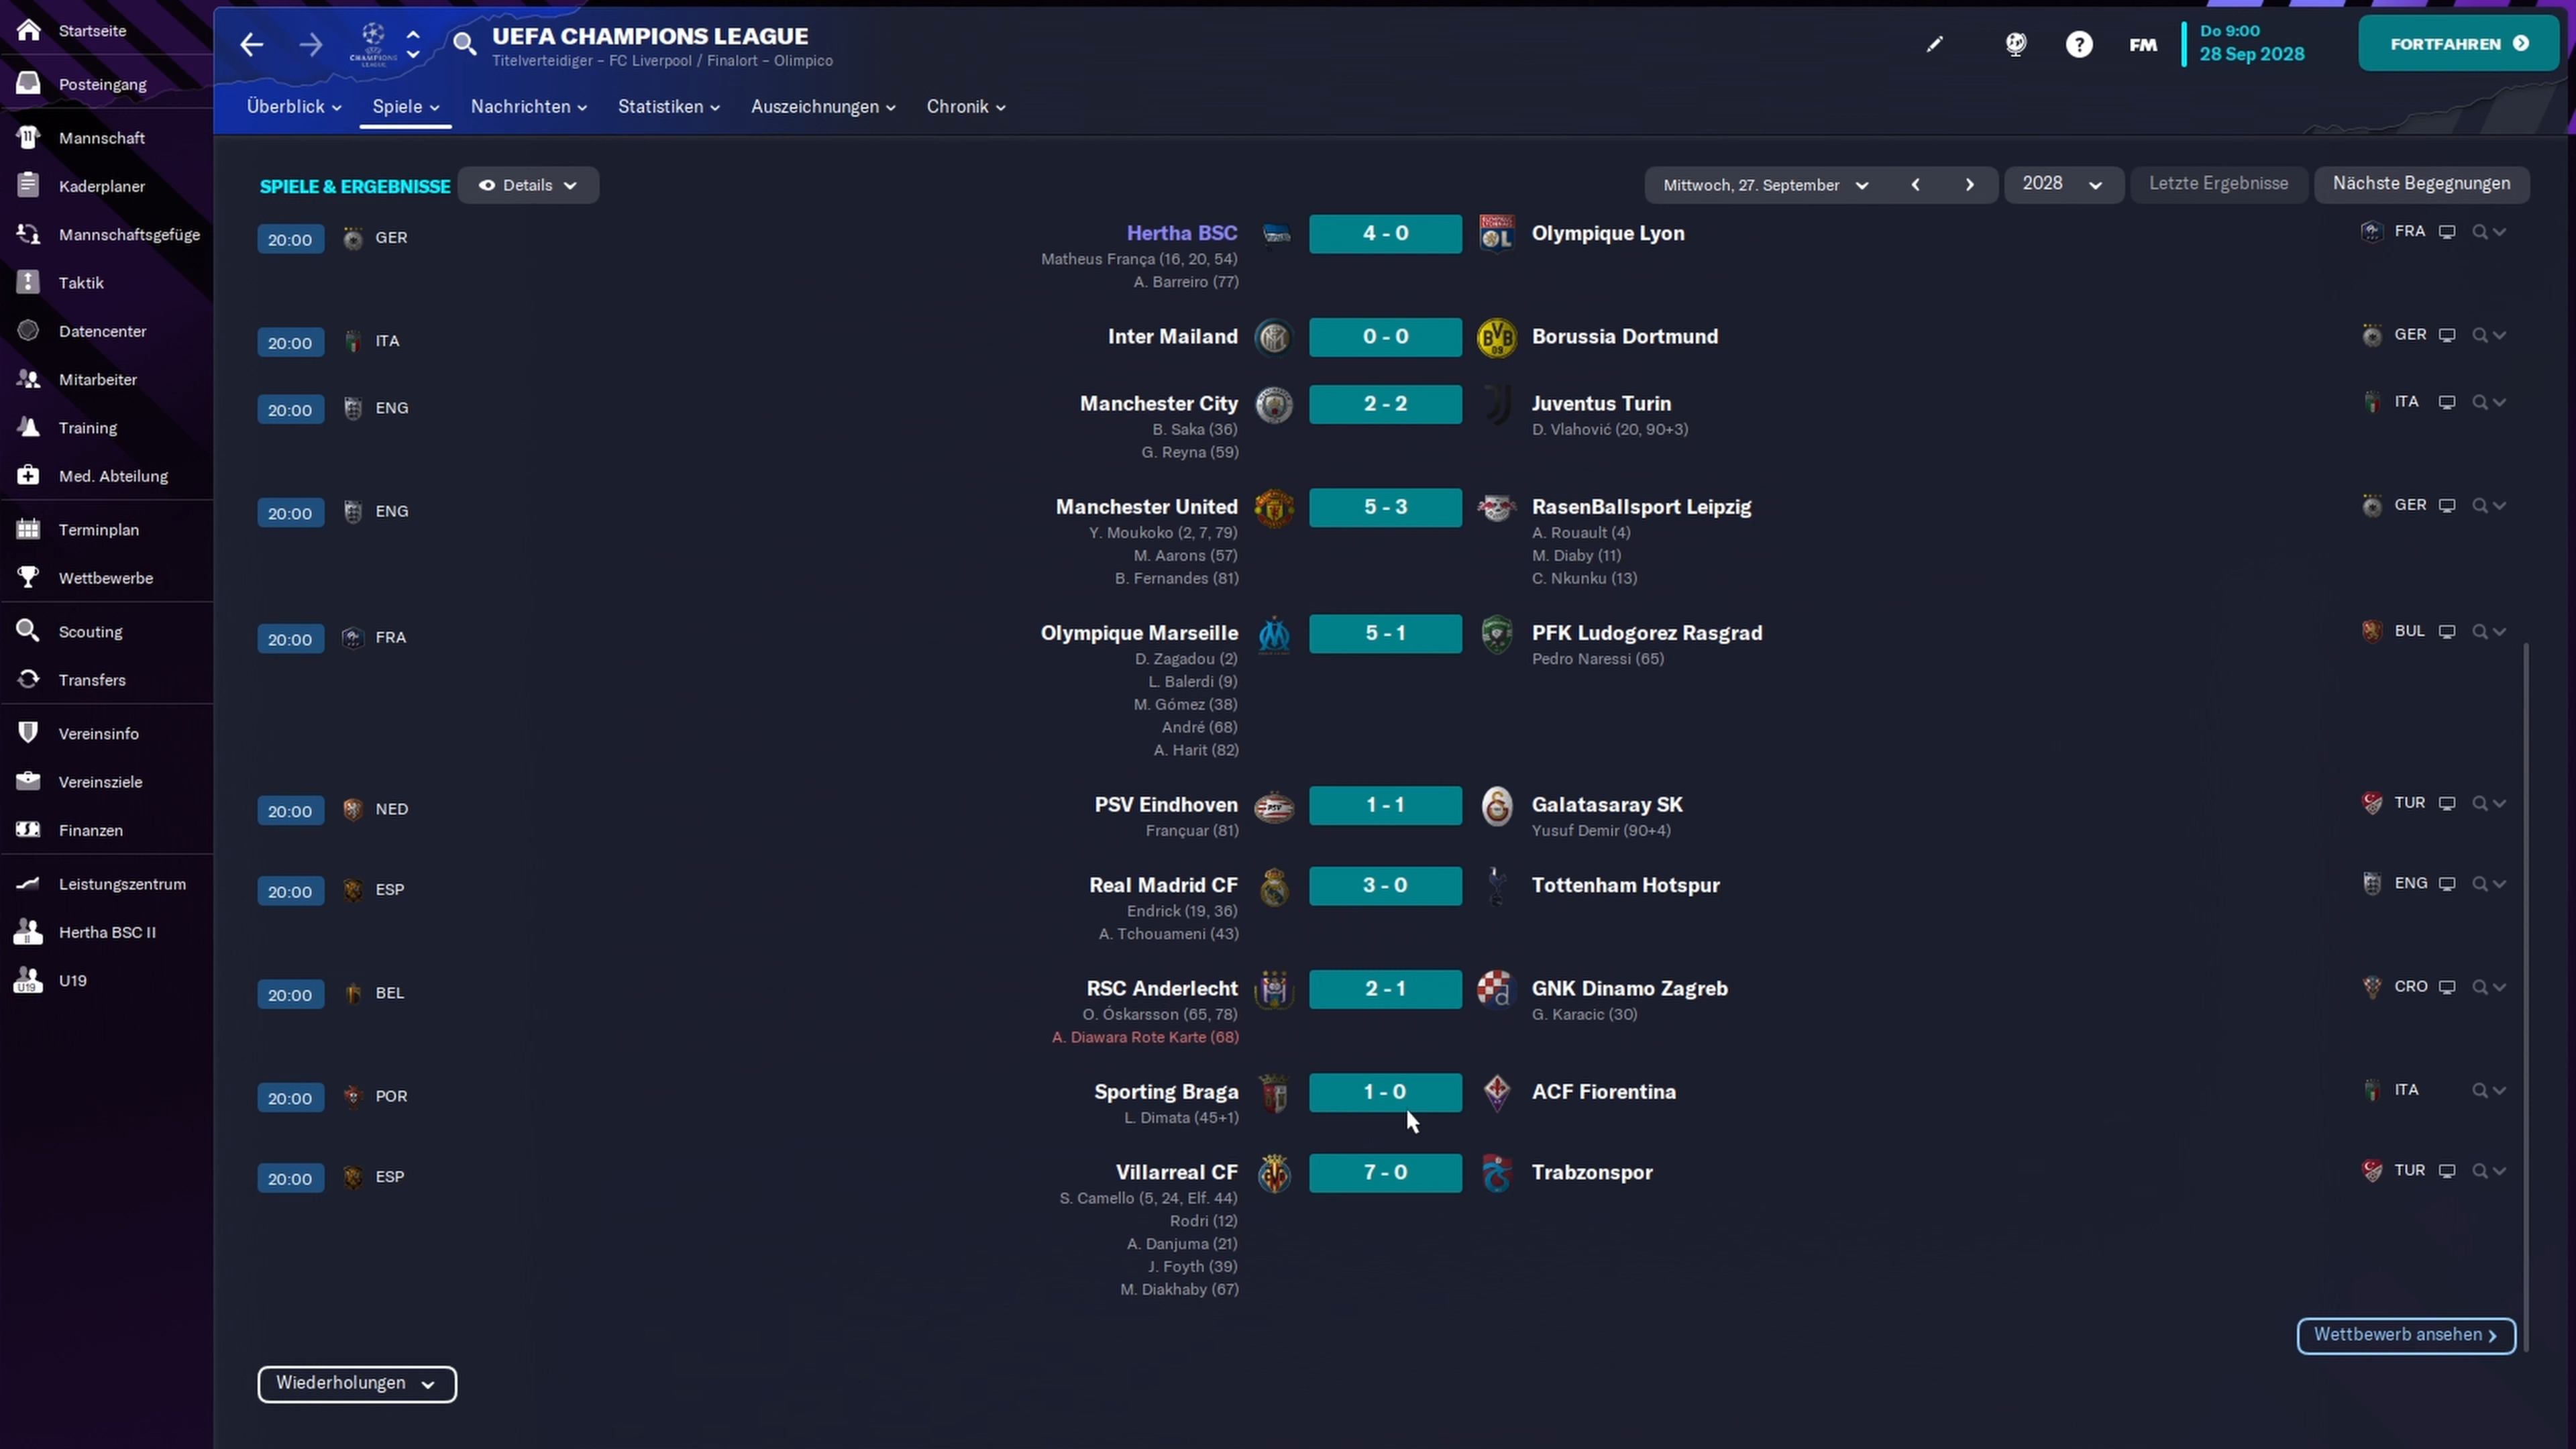 Startseite
Posteingang
Mannschaft
Kaderplaner
Mannschaftsgefüge
Taktik
Datencenter
Mitarbeiter
Training
Med. Abteilung
Terminplan
Wettbewerbe
Scouting
Transfers
Vereinsinfo
Vereinsziele
Finanzen
Leistungszentrum
Hertha BSC II
U19
UEFA CHAMPIONS LEAGUE
Titelverteidiger – FC Liverpool / Finalort – Olimpico
FM
Do 9:00
28 Sep 2028
FORTFAHREN
Überblick Spiele Nachrichten Statistiken Auszeichnungen Chronik
SPIELE & ERGEBNISSE Details Mittwoch, 27. September 2028 Letzte Ergebnisse Nächste Begegnungen
20:00 GER Hertha BSC 4 - 0 Olympique Lyon FRA
Matheus França (16, 20, 54)
A. Barreiro (77)
20:00 ITA Inter Mailand 0 - 0 Borussia Dortmund GER
20:00 ENG Manchester City 2 - 2 Juventus Turin ITA
B. Saka (36) D. Vlahović (20, 90+3)
G. Reyna (59)
20:00 ENG Manchester United 5 - 3 RasenBallsport Leipzig GER
Y. Moukoko (2, 7, 79) A. Rouault (4)
M. Aarons (57) M. Diaby (11)
B. Fernandes (81) C. Nkunku (13)
20:00 FRA Olympique Marseille 5 - 1 PFK Ludogorez Rasgrad BUL
D. Zagadou (2) Pedro Naressi (65)
L. Balerdi (9)
M. Gómez (38)
André (68)
A. Harit (82)
20:00 NED PSV Eindhoven 1 - 1 Galatasaray SK TUR
Françuar (81) Yusuf Demir (90+4)
20:00 ESP Real Madrid CF 3 - 0 Tottenham Hotspur ENG
Endrick (19, 36)
A. Tchouameni (43)
20:00 BEL RSC Anderlecht 2 - 1 GNK Dinamo Zagreb CRO
O. Óskarsson (65, 78) G. Karacic (30)
A. Diawara Rote Karte (68)
20:00 POR Sporting Braga 1 - 0 ACF Fiorentina ITA
L. Dimata (45+1)
20:00 ESP Villarreal CF 7 - 0 Trabzonspor TUR
S. Camello (5, 24, Elf. 44)
Rodri (12)
A. Danjuma (21)
J. Foyth (39)
M. Diakhaby (67)
Wettbewerb ansehen
Wiederholungen